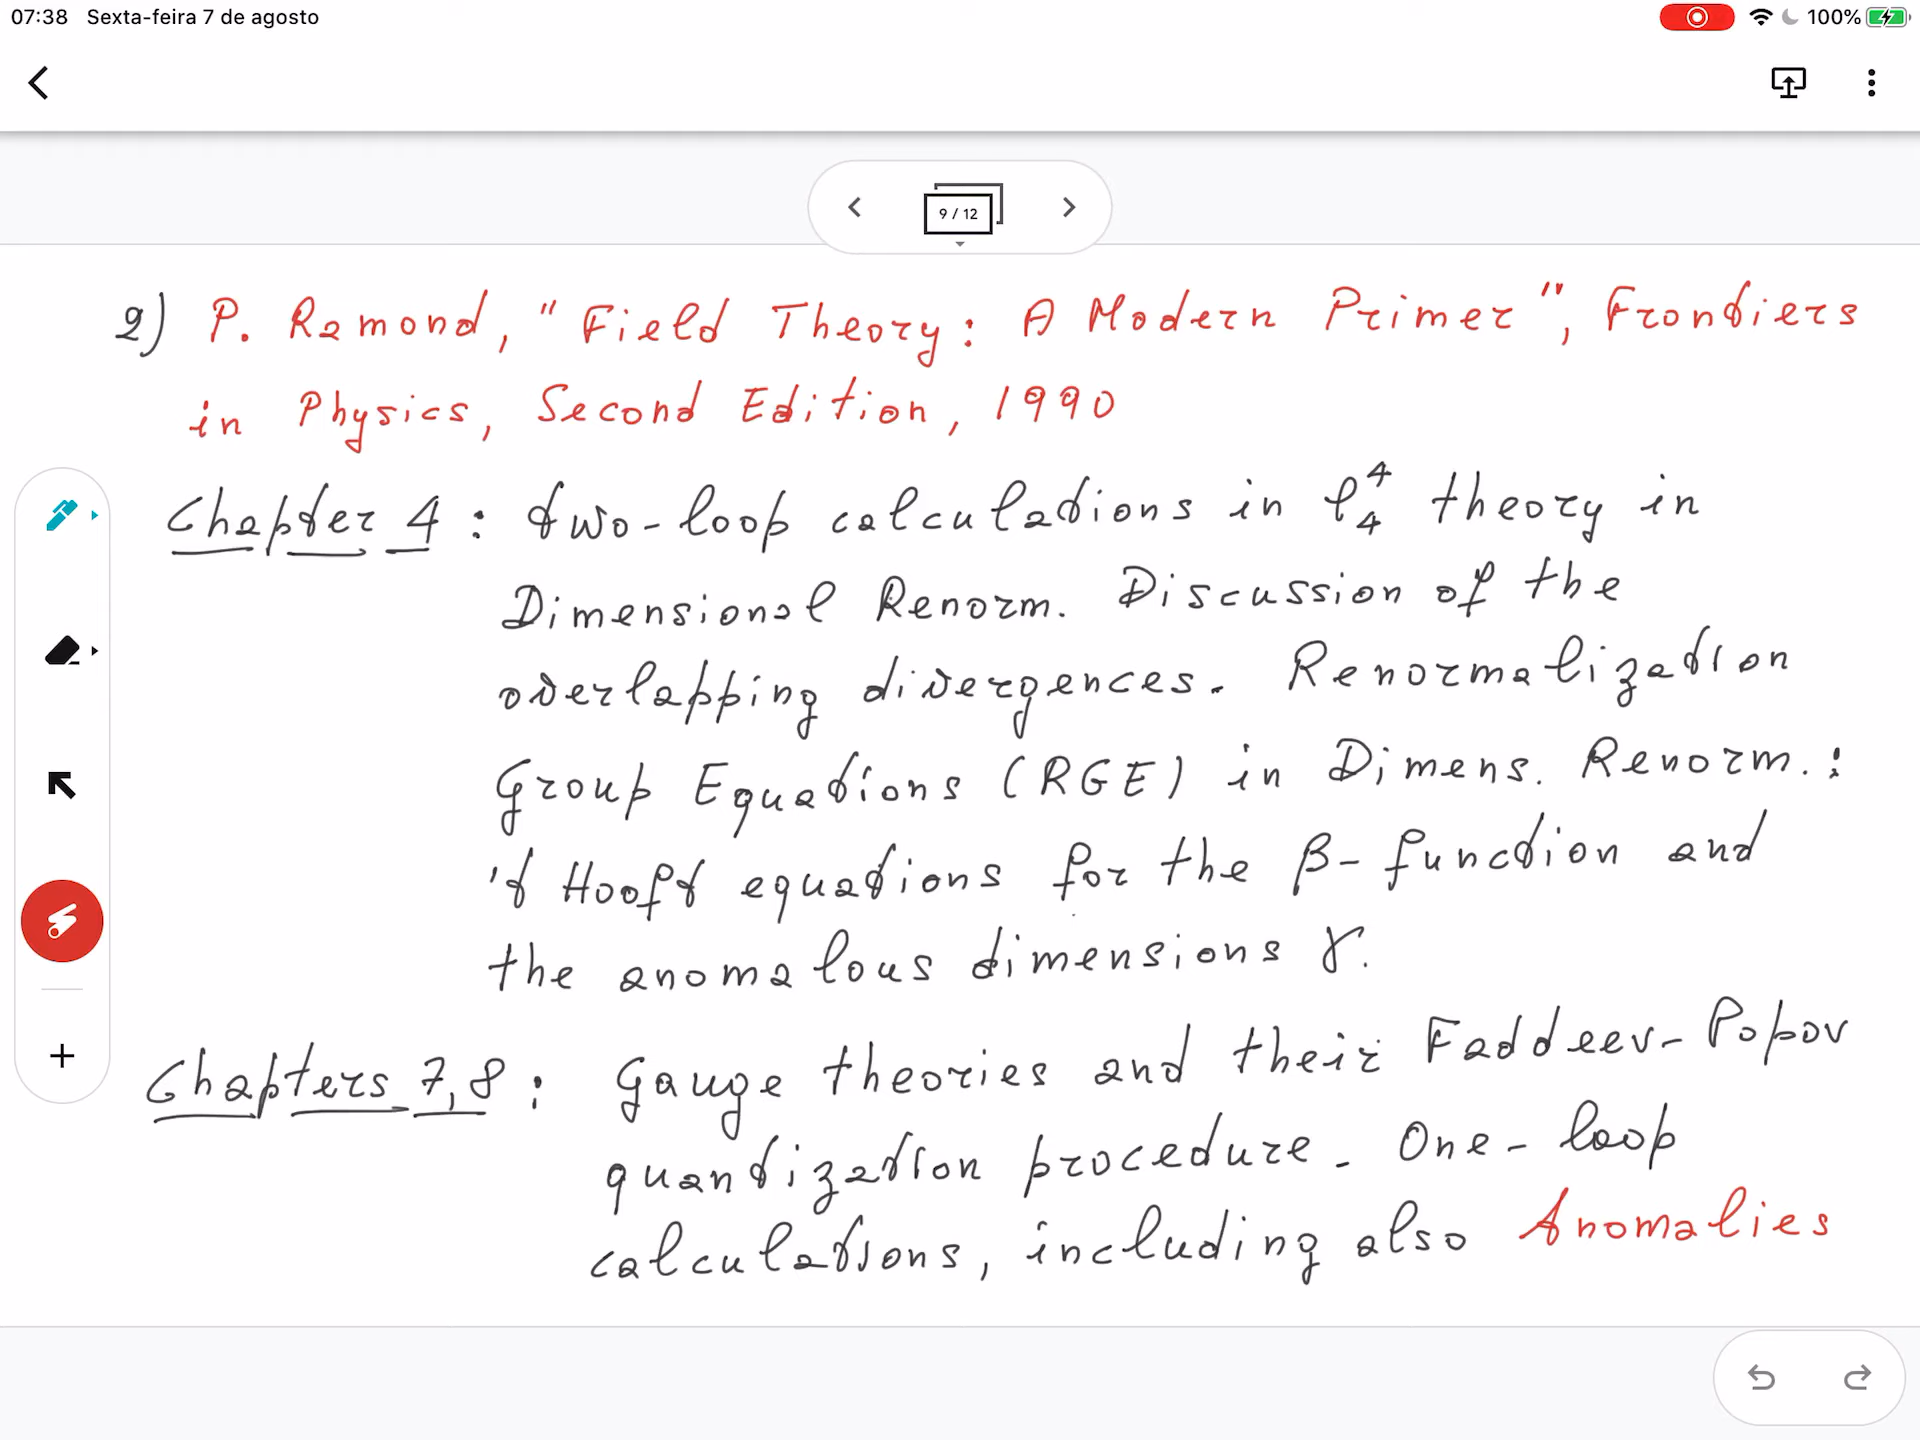 07:38 Sexta-feira 7 de agosto
100%
9 / 12
2) P. Ramond, "Field Theory: A Modern Primer", Frontiers
in Physics, Second Edition, 1990
Chapter 4: two-loop calculations in φ⁴₄ theory in
Dimensional Renorm. Discussion of the
overlapping divergences. Renormalization
Group Equations (RGE) in Dimens. Renorm.:
't Hooft equations for the β-function and
the anomalous dimensions γ.
Chapters 7,8: Gauge theories and their Faddeev-Popov
quantization procedure. One-loop
calculations, including also Anomalies